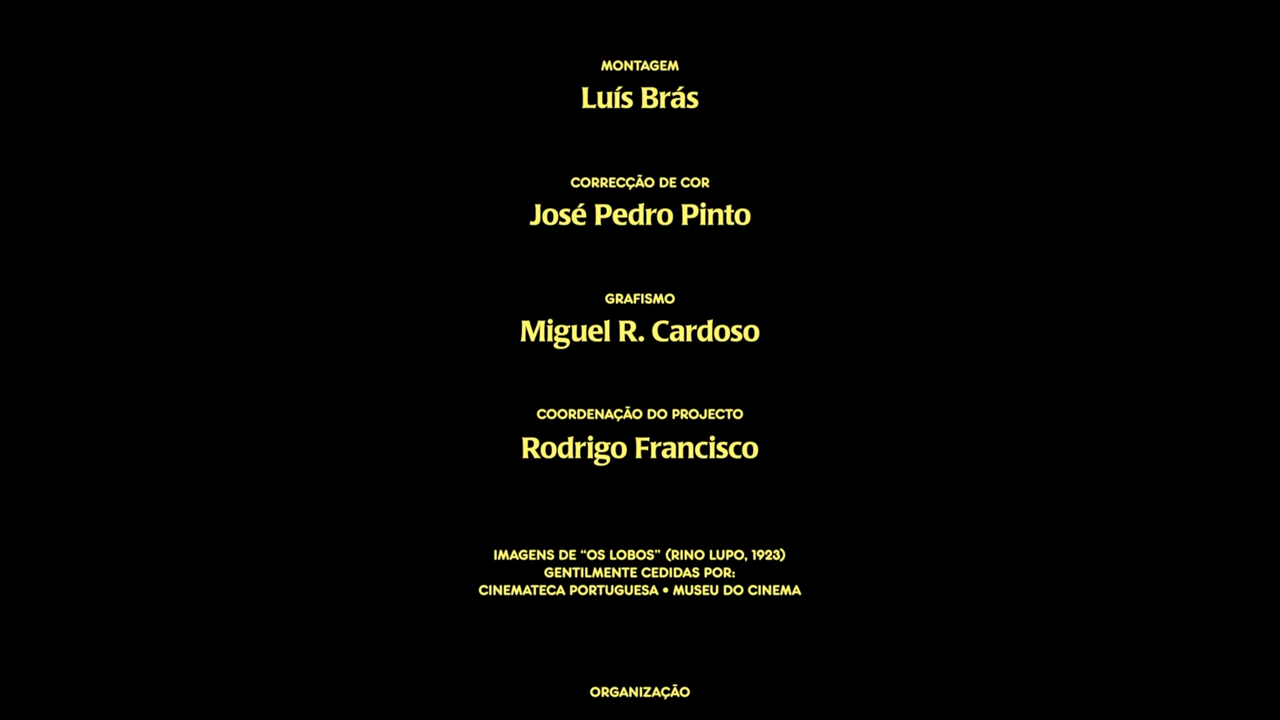 MONTAGEM
Luís Brás
CORRECÇÃO DE COR
José Pedro Pinto
GRAFISMO
Miguel R. Cardoso
COORDENAÇÃO DO PROJECTO
Rodrigo Francisco
IMAGENS DE “OS LOBOS” (RINO LUPO, 1923)
GENTILMENTE CEDIDAS POR:
CINEMATECA PORTUGUESA • MUSEU DO CINEMA
ORGANIZAÇÃO